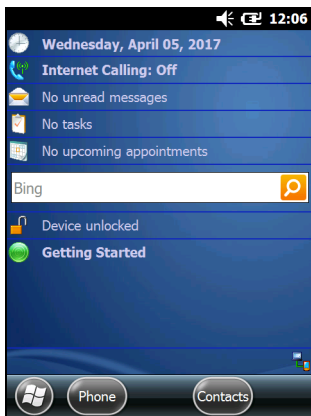 12:06
Wednesday, April 05, 2017
Internet Calling: Off
No unread messages
No tasks
No upcoming appointments
Bing
Device unlocked
Getting Started
Phone
Contacts